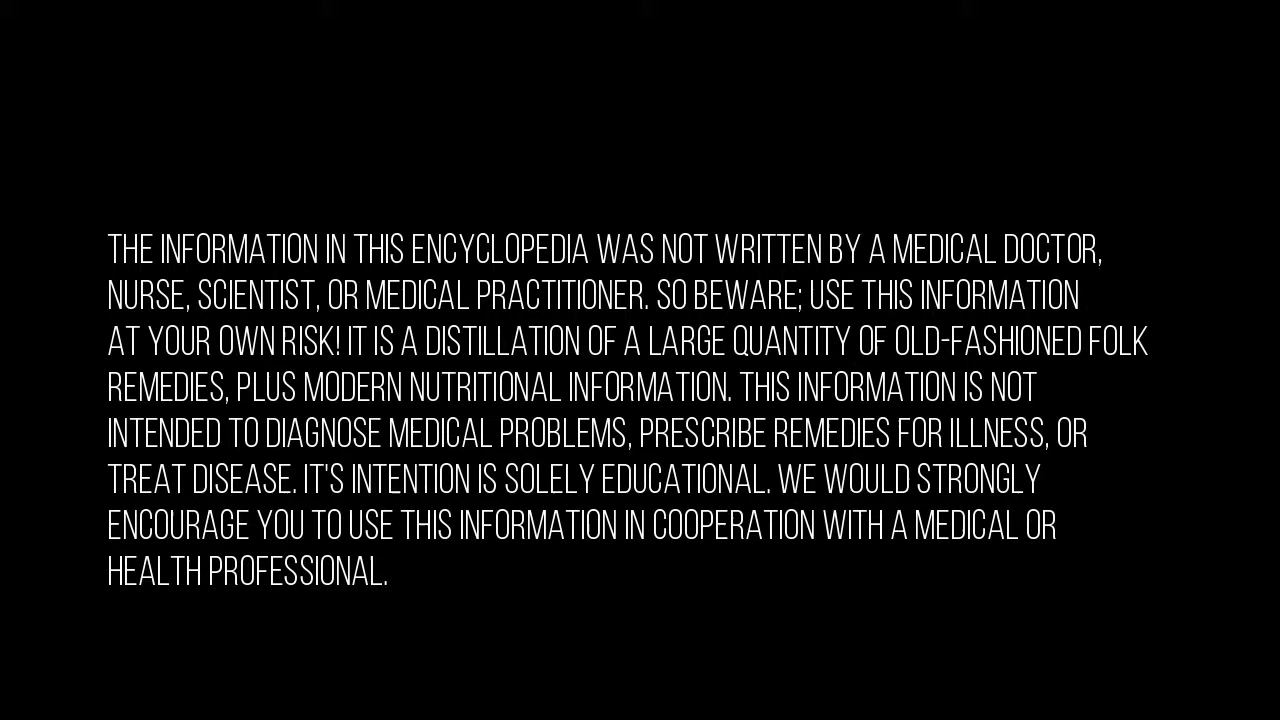 THE INFORMATION IN THIS ENCYCLOPEDIA WAS NOT WRITTEN BY A MEDICAL DOCTOR,
NURSE, SCIENTIST, OR MEDICAL PRACTITIONER. SO BEWARE; USE THIS INFORMATION
AT YOUR OWN RISK! IT IS A DISTILLATION OF A LARGE QUANTITY OF OLD-FASHIONED FOLK
REMEDIES, PLUS MODERN NUTRITIONAL INFORMATION. THIS INFORMATION IS NOT
INTENDED TO DIAGNOSE MEDICAL PROBLEMS, PRESCRIBE REMEDIES FOR ILLNESS, OR
TREAT DISEASE. IT'S INTENTION IS SOLELY EDUCATIONAL. WE WOULD STRONGLY
ENCOURAGE YOU TO USE THIS INFORMATION IN COOPERATION WITH A MEDICAL OR
HEALTH PROFESSIONAL.